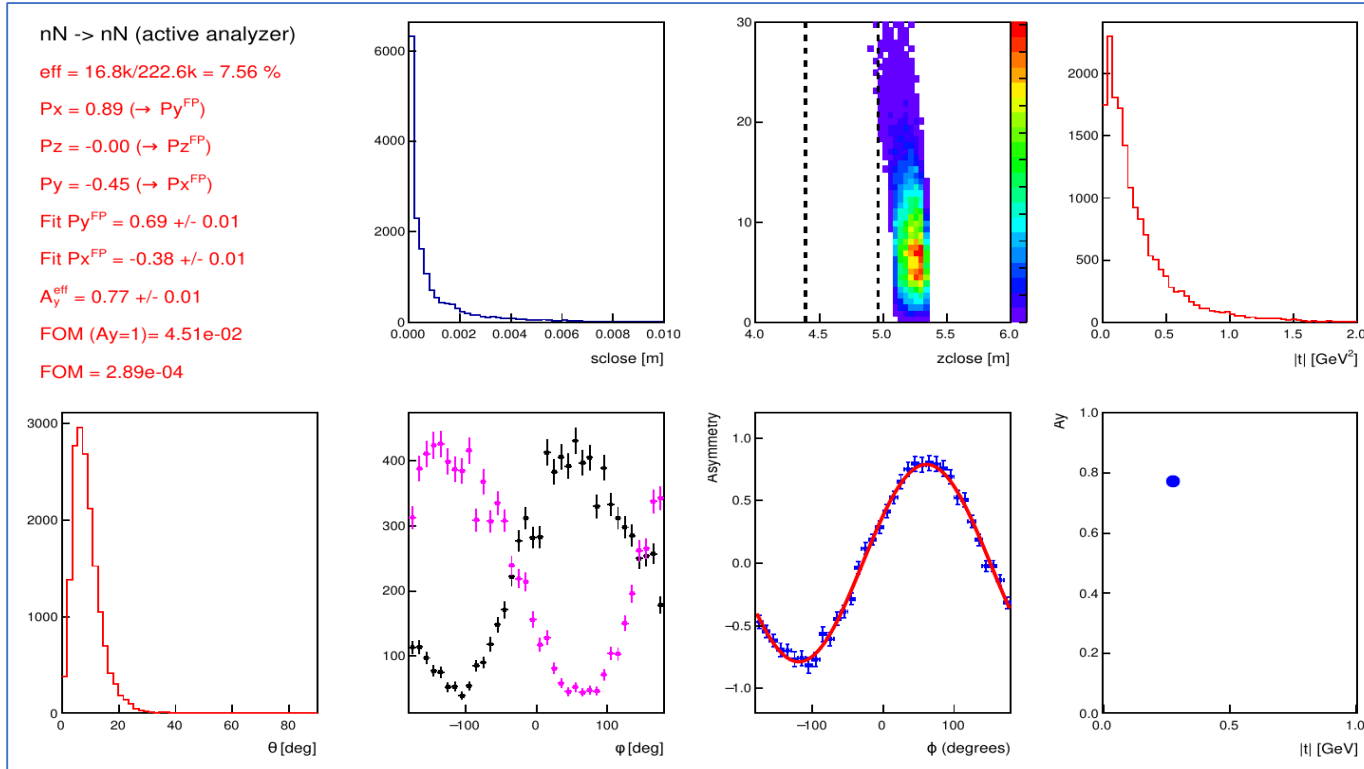 nN -> nN (active analyzer)
eff = 16.8k/222.6k = 7.56 %
Px = 0.89 (→ Py^FP)
Pz = -0.00 (→ Pz^FP)
Py = -0.45 (→ Px^FP)
Fit Py^FP = 0.69 +/- 0.01
Fit Px^FP = -0.38 +/- 0.01
A_y^eff = 0.77 +/- 0.01
FOM (Ay=1)= 4.51e-02
FOM = 2.89e-04
6000
4000
2000
0
0.000 0.002 0.004 0.006 0.008 0.010
sclose [m]
30
20
10
0
4.0 4.5 5.0 5.5 6.0
zclose [m]
2000
1500
1000
500
0
0.0 0.5 1.0 1.5 2.0
|t| [GeV²]
3000
2000
1000
0
0 20 40 60 80
θ [deg]
400
300
200
100
−100 0 100
φ [deg]
Asymmetry
1.0
0.5
0.0
−0.5
−1.0
−100 0 100
ϕ (degrees)
Ay
1.0
0.8
0.6
0.4
0.2
0.0
0.0 0.5 1.0
|t| [GeV]